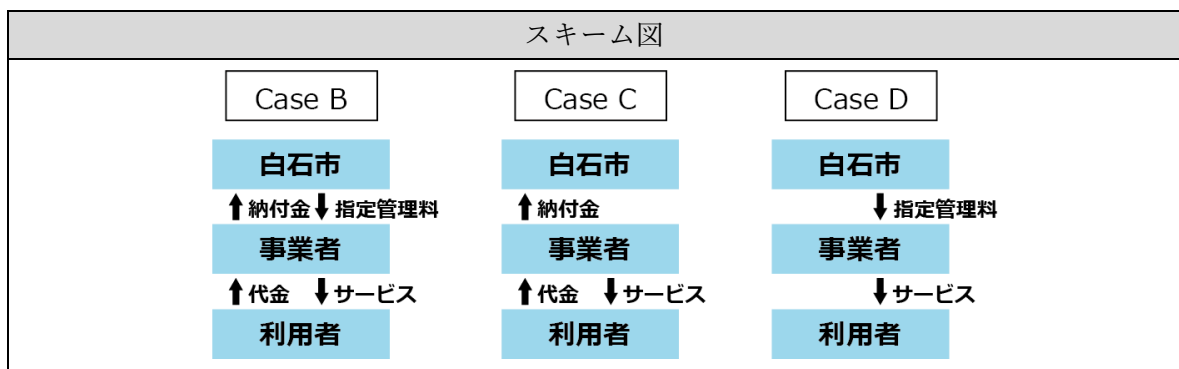 スキーム図
Case B Case C Case D
白石市 白石市 白石市
↑納付金↓指定管理料 ↑納付金 ↓指定管理料
事業者 事業者 事業者
↑代金 ↓サービス ↑代金 ↓サービス ↓サービス
利用者 利用者 利用者